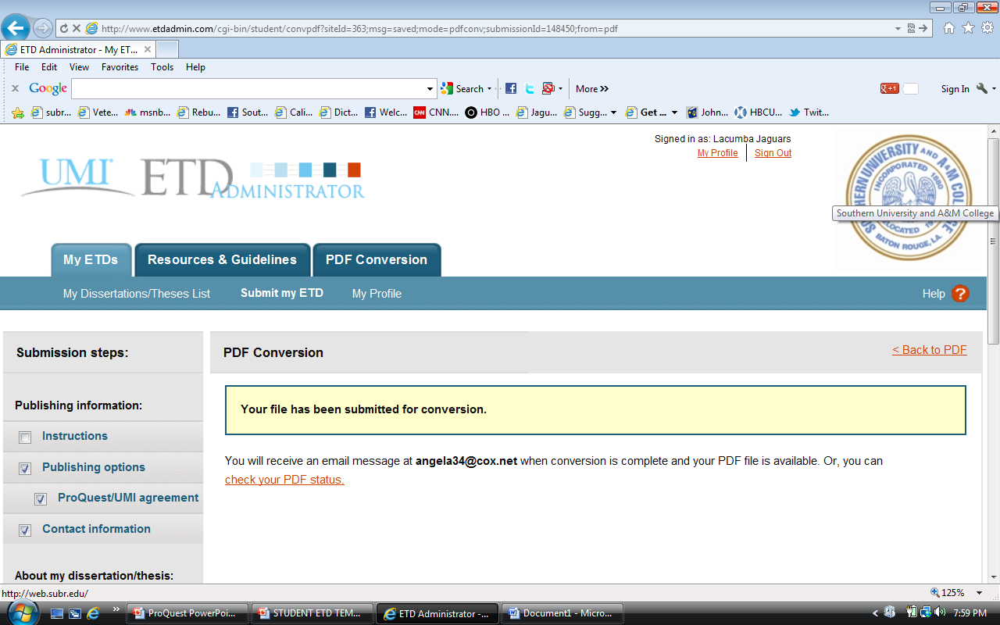 http://www.etdadmin.com/cgi-bin/student/convpdf?siteId=363;msg=saved;mode=pdfconv;submissionId=148450;from=pdf
ETD Administrator - My ET...
File Edit View Favorites Tools Help
Google Search More »
+1 Sign In
subr... Vete... msnb... Rebu... Sout... Cali... Dict... Welc... CNN CNN.... HBO ... Jagu... Sugg... Get ... John... HBCU... Twit...
Signed in as: Lacumba Jaguars
My Profile Sign Out
UMI ETD ADMINISTRATOR
INCORPORATED 1880
BATON ROUGE, LA.
Southern University and A&M College
My ETDs Resources & Guidelines PDF Conversion
My Dissertations/Theses List Submit my ETD My Profile Help ?
Submission steps:
PDF Conversion < Back to PDF
Publishing information:
Your file has been submitted for conversion.
Instructions
You will receive an email message at angela34@cox.net when conversion is complete and your PDF file is available. Or, you can
check your PDF status.
Publishing options
ProQuest/UMI agreement
Contact information
About my dissertation/thesis:
http://web.subr.edu/ 125%
ProQuest PowerPoi... STUDENT ETD TEM... ETD Administrator -... Document1 - Micro... 7:59 PM